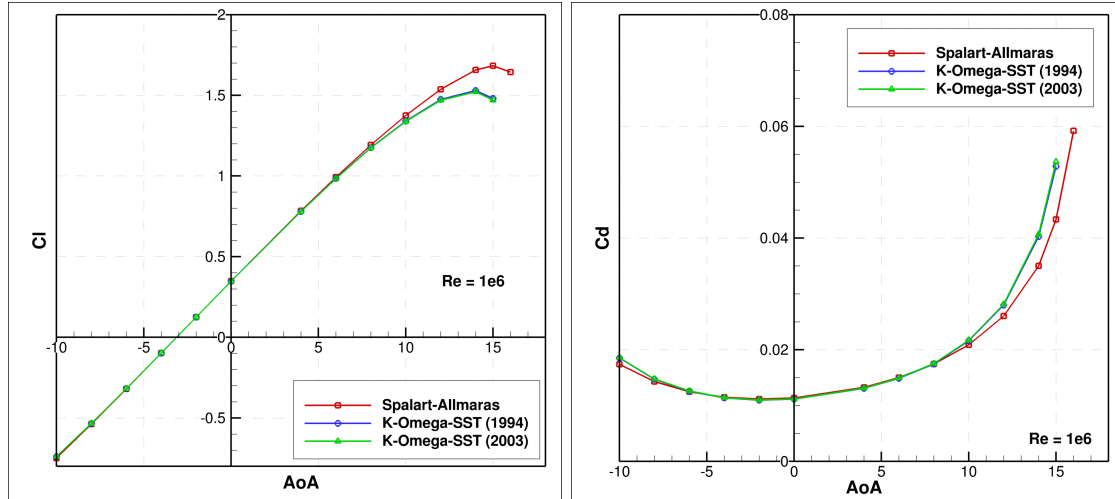 2
1.5
1
0.5
0
-0.5
-10
-5
0
5
10
15
Cl
AoA
Re = 1e6
Spalart-Allmaras
K-Omega-SST (1994)
K-Omega-SST (2003)
0.08
0.06
0.04
0.02
0
-10
-5
0
5
10
15
Cd
AoA
Spalart-Allmaras
K-Omega-SST (1994)
K-Omega-SST (2003)
Re = 1e6